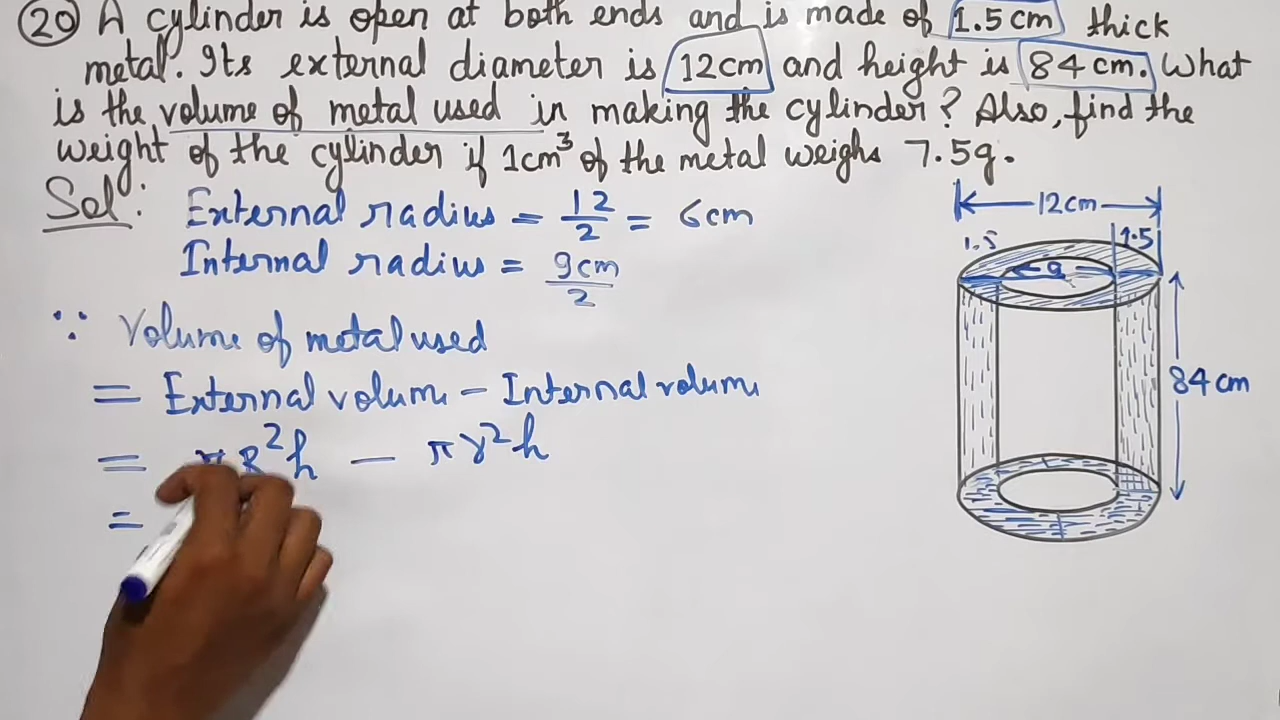 20 A cylinder is open at both ends and is made of 1.5 cm thick
metal. Its external diameter is 12cm and height is 84 cm. What
is the volume of metal used in making the cylinder? Also, find the
weight of the cylinder if 1cm³ of the metal weighs 7.5g.
Sol:
External radius = 12/2 = 6cm
Internal radius = 9cm/2
∵ Volume of metal used
= External volum - Internal volum
= πR²h - πr²h
=
12cm
1.5
1.5
9
84 cm